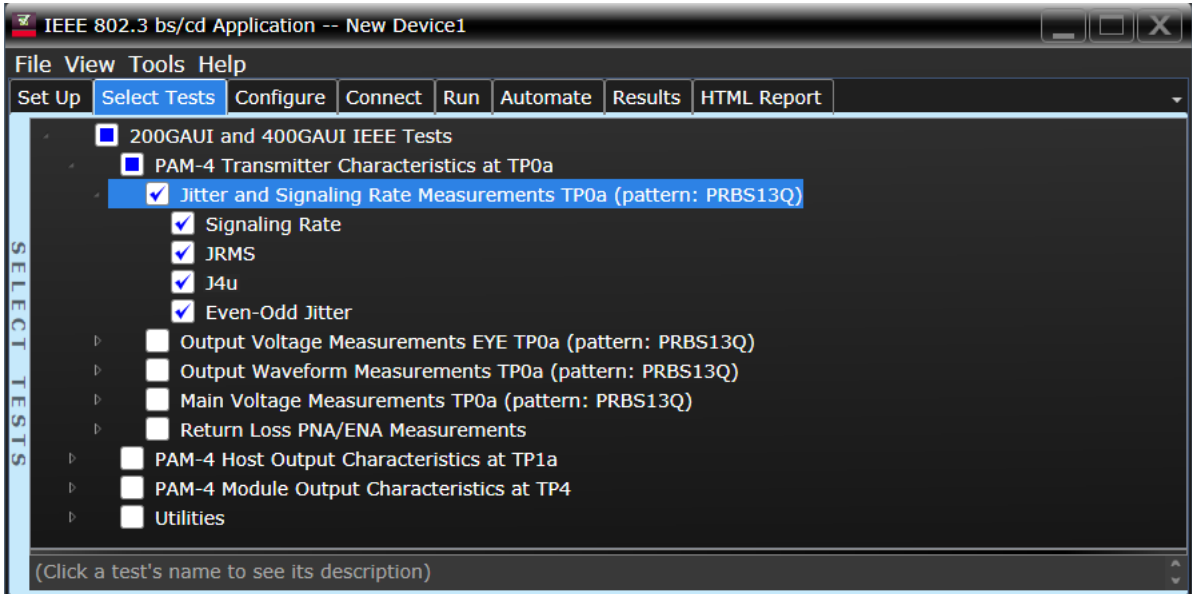 IEEE 802.3 bs/cd Application -- New Device1
File View Tools Help
Set Up Select Tests Configure Connect Run Automate Results HTML Report
SELECT TESTS
200GAUI and 400GAUI IEEE Tests
PAM-4 Transmitter Characteristics at TP0a
Jitter and Signaling Rate Measurements TP0a (pattern: PRBS13Q)
Signaling Rate
JRMS
J4u
Even-Odd Jitter
Output Voltage Measurements EYE TP0a (pattern: PRBS13Q)
Output Waveform Measurements TP0a (pattern: PRBS13Q)
Main Voltage Measurements TP0a (pattern: PRBS13Q)
Return Loss PNA/ENA Measurements
PAM-4 Host Output Characteristics at TP1a
PAM-4 Module Output Characteristics at TP4
Utilities
(Click a test's name to see its description)